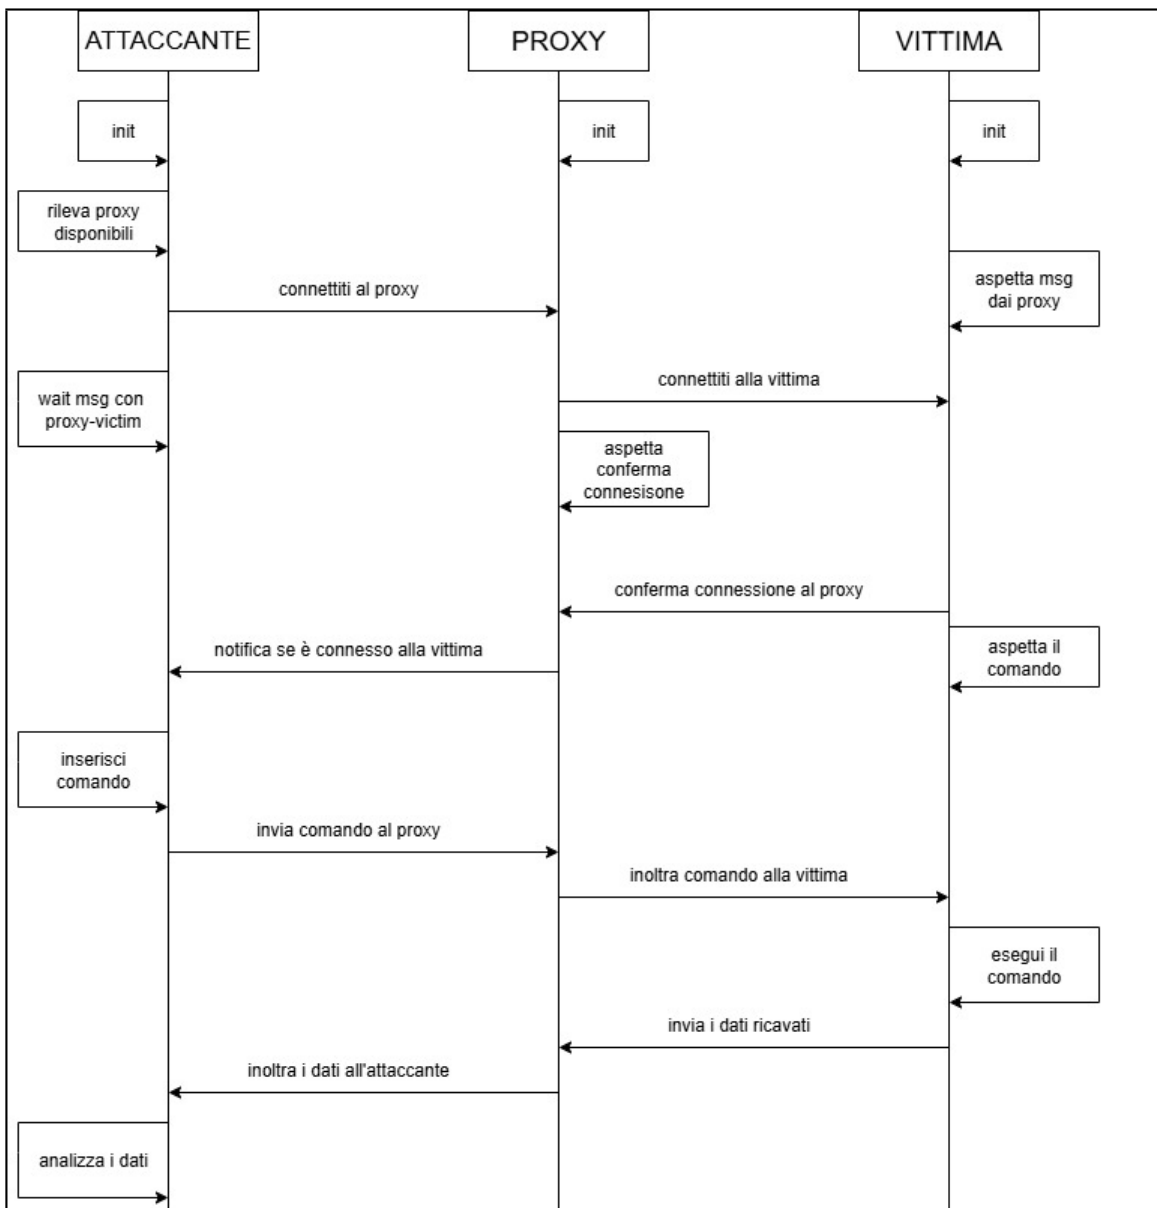 ATTACCANTE
PROXY
VITTIMA
init
init
init
rileva proxy
disponibili
aspetta msg
dai proxy
connettiti al proxy
wait msg con
proxy-victim
connettiti alla vittima
aspetta
conferma
connesisone
conferma connessione al proxy
notifica se è connesso alla vittima
aspetta il
comando
inserisci
comando
invia comando al proxy
inoltra comando alla vittima
esegui il
comando
invia i dati ricavati
inoltra i dati all'attaccante
analizza i dati